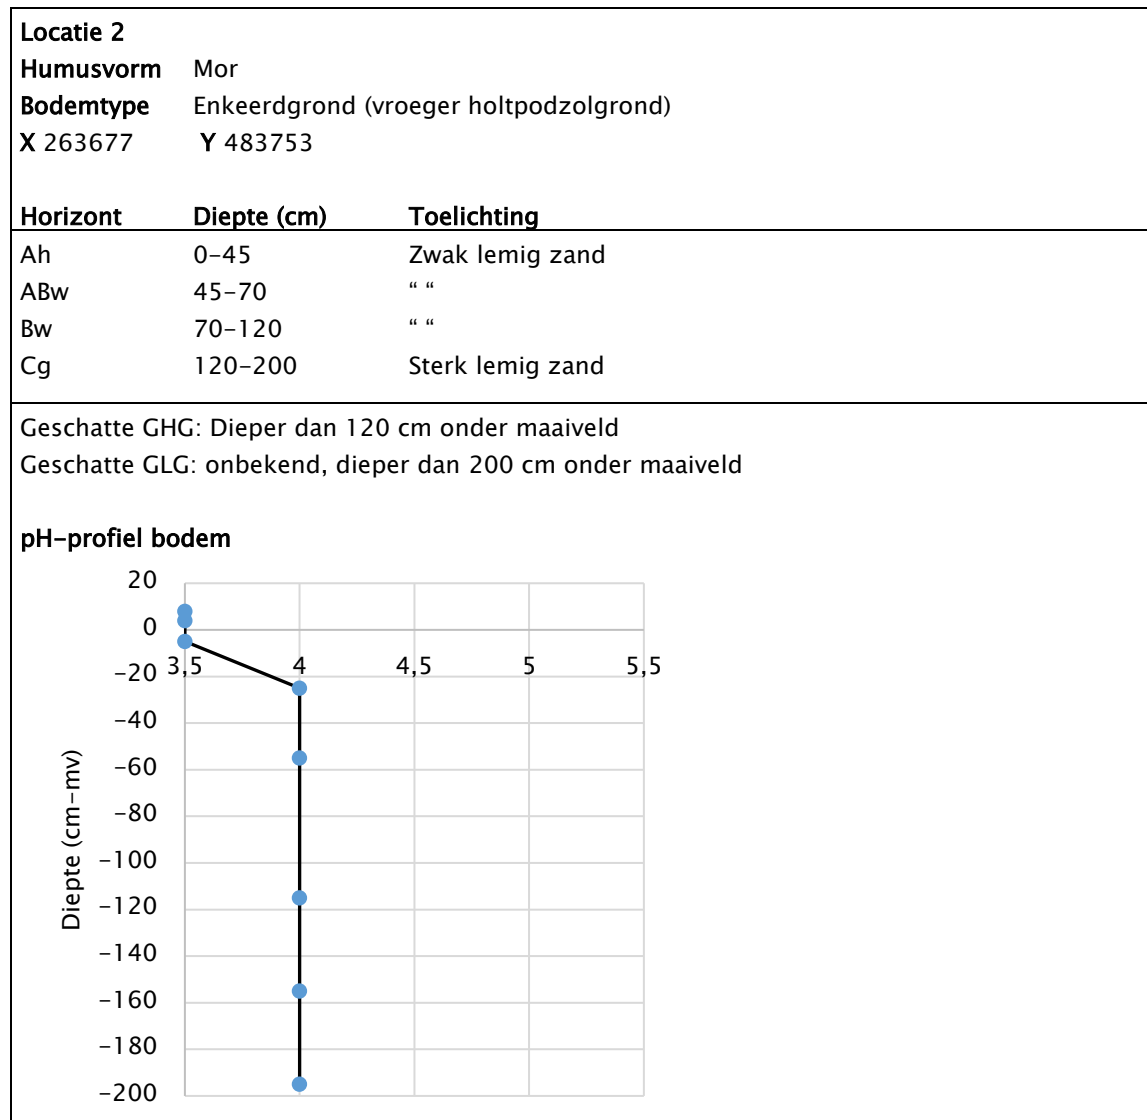 Locatie 2
Humusvorm Mor
Bodemtype Enkeerdgrond (vroeger holtpodzolgrond)
X 263677 Y 483753
Horizont Diepte (cm) Toelichting
Ah 0-45 Zwak lemig zand
ABw 45-70 “ “
Bw 70-120 “ “
Cg 120-200 Sterk lemig zand
Geschatte GHG: Dieper dan 120 cm onder maaiveld
Geschatte GLG: onbekend, dieper dan 200 cm onder maaiveld
pH-profiel bodem
20
0
3,5 4 4,5 5 5,5
-20
-40
-60
-80
-100
-120
-140
-160
-180
-200
Diepte (cm-mv)